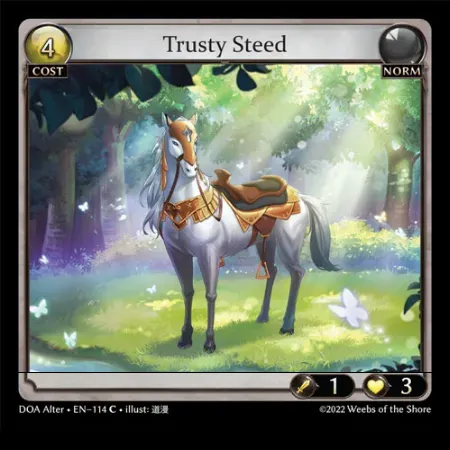 4
Trusty Steed
COST
NORM
1
3
DOA Alter • EN-114 C • illust: 道漫
©2022 Weebs of the Shore